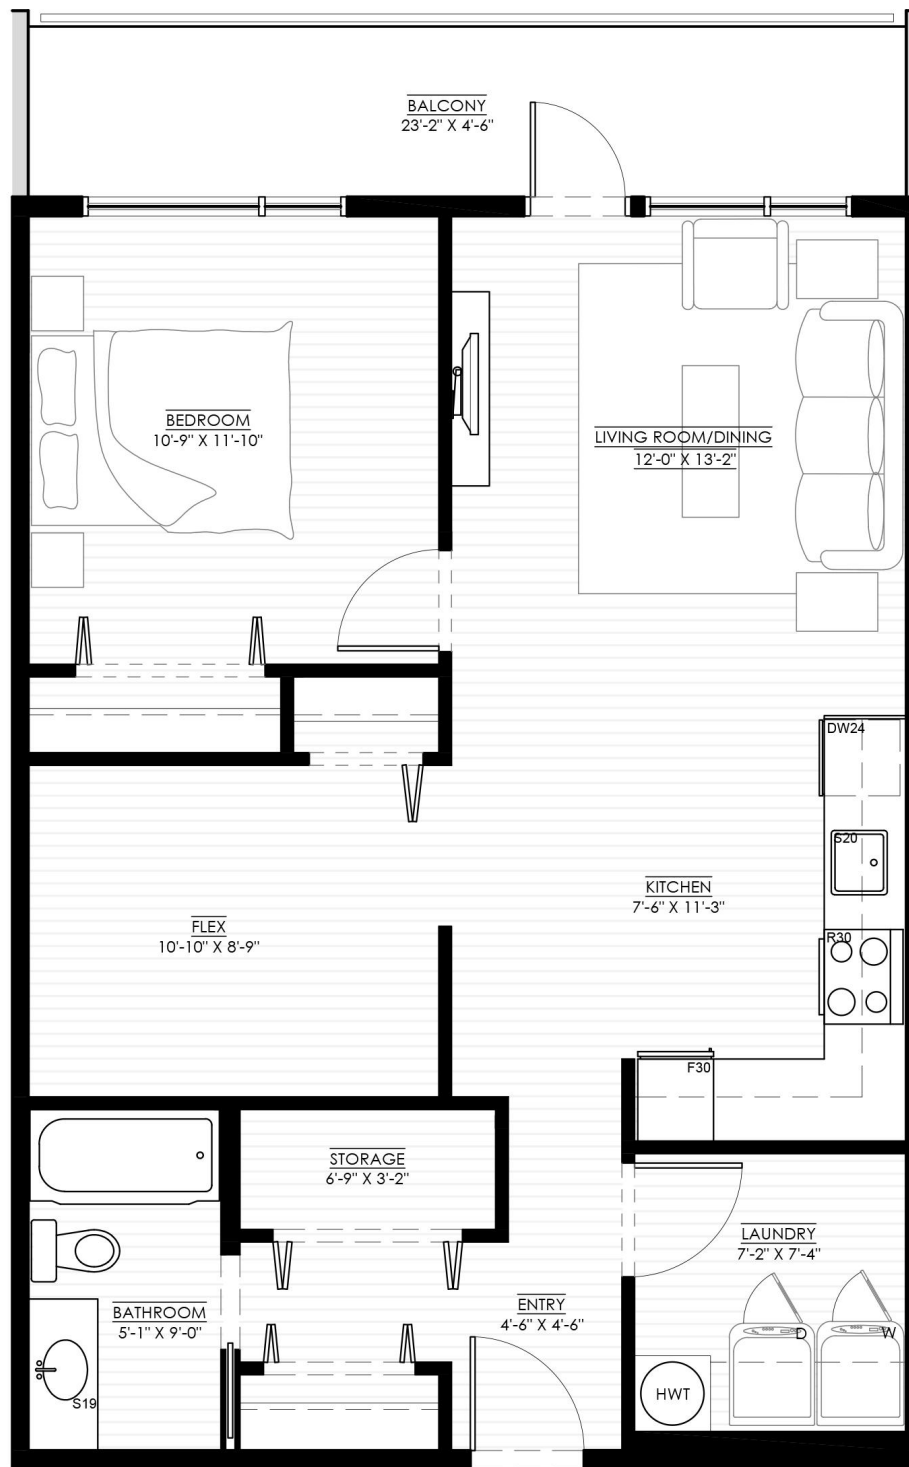 BALCONY
23'-2" X 4'-6"
BEDROOM
10'-9" X 11'-10"
LIVING ROOM/DINING
12'-0" X 13'-2"
DW24
S20
KITCHEN
7'-6" X 11'-3"
FLEX
10'-10" X 8'-9"
R30
F30
STORAGE
6'-9" X 3'-2"
LAUNDRY
7'-2" X 7'-4"
BATHROOM
5'-1" X 9'-0"
ENTRY
4'-6" X 4'-6"
D
W
HWT
S19